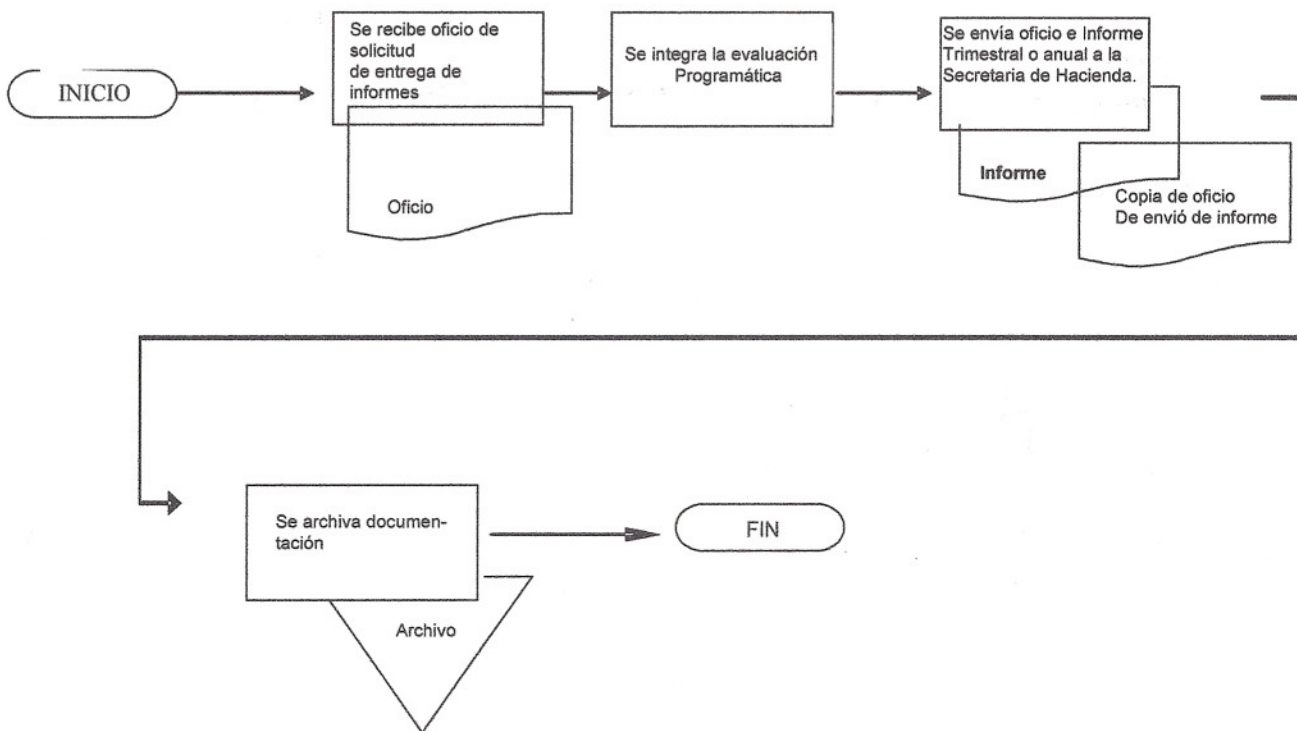 INICIO
Se recibe oficio de
solicitud
de entrega de
informes
Oficio
Se integra la evaluación
Programática
Se envía oficio e Informe
Trimestral o anual a la
Secretaria de Hacienda.
Informe
Copia de oficio
De envió de informe
Se archiva documen-
tación
Archivo
FIN